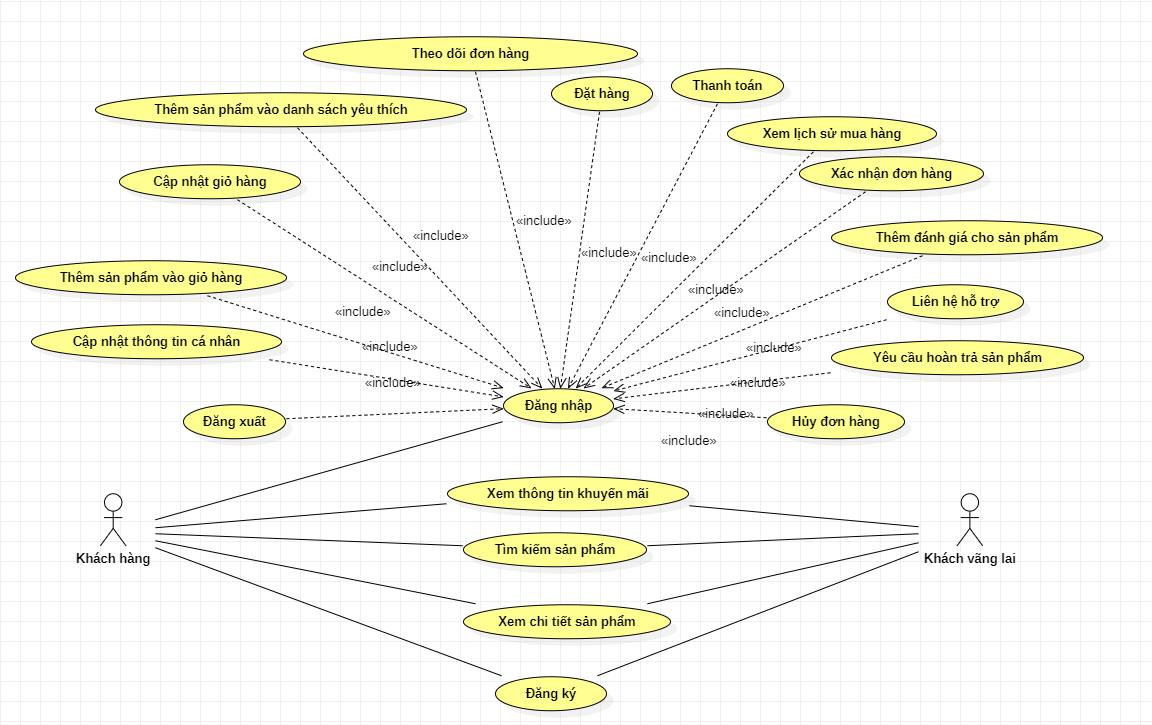 Theo dõi đơn hàng
Đặt hàng
Thanh toán
Thêm sản phẩm vào danh sách yêu thích
Xem lịch sử mua hàng
Xác nhận đơn hàng
Cập nhật giỏ hàng
«include»
«include»
Thêm đánh giá cho sản phẩm
«include»
«include»
«include»
Thêm sản phẩm vào giỏ hàng
«include»
Liên hệ hỗ trợ
«include»
«include»
Cập nhật thông tin cá nhân
«include»
«include»
Yêu cầu hoàn trả sản phẩm
«include»
«include»
Đăng nhập
«include»
Đăng xuất
Hủy đơn hàng
«include»
Xem thông tin khuyến mãi
Tìm kiếm sản phẩm
Khách hàng
Khách vãng lai
Xem chi tiết sản phẩm
Đăng ký